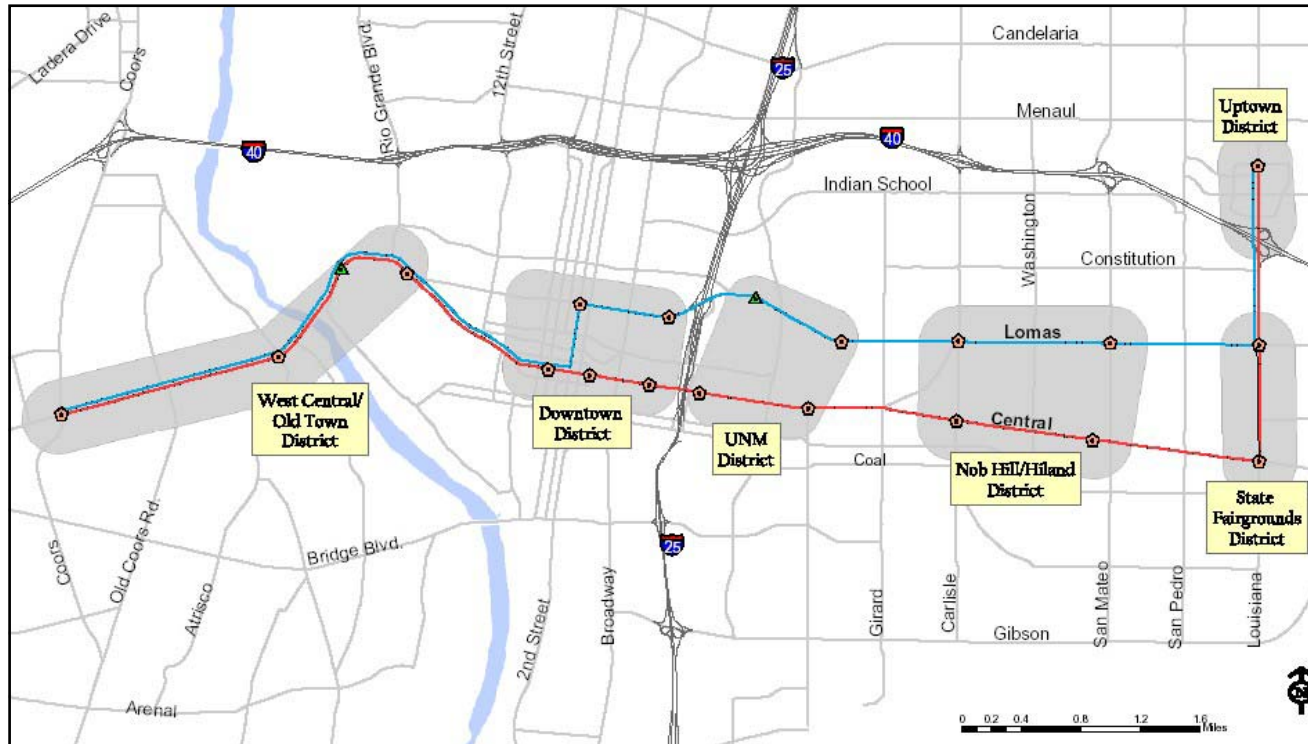 Ladera Drive
Coors
Rio Grande Blvd.
12th Street
25
Candelaria
Menaul
Uptown
District
40
40
Indian School
Washington
Constitution
Lomas
West Central/
Old Town
District
Downtown
District
UNM
District
Central
Coal
Nob Hill/Hiland
District
State
Fairgrounds
District
Coors
Old Coors Rd.
Atrisco
Bridge Blvd.
25
2nd Street
Broadway
Girard
Carlisle
San Mateo
San Pedro
Louisiana
Gibson
Arenal
N
0 0.2 0.4 0.8 1.2 1.6
Miles